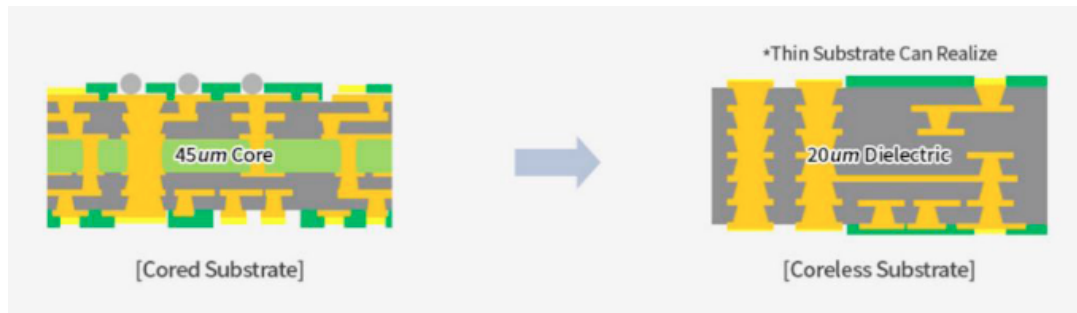 *Thin Substrate Can Realize
45um Core
20um Dielectric
[Cored Substrate]
[Coreless Substrate]